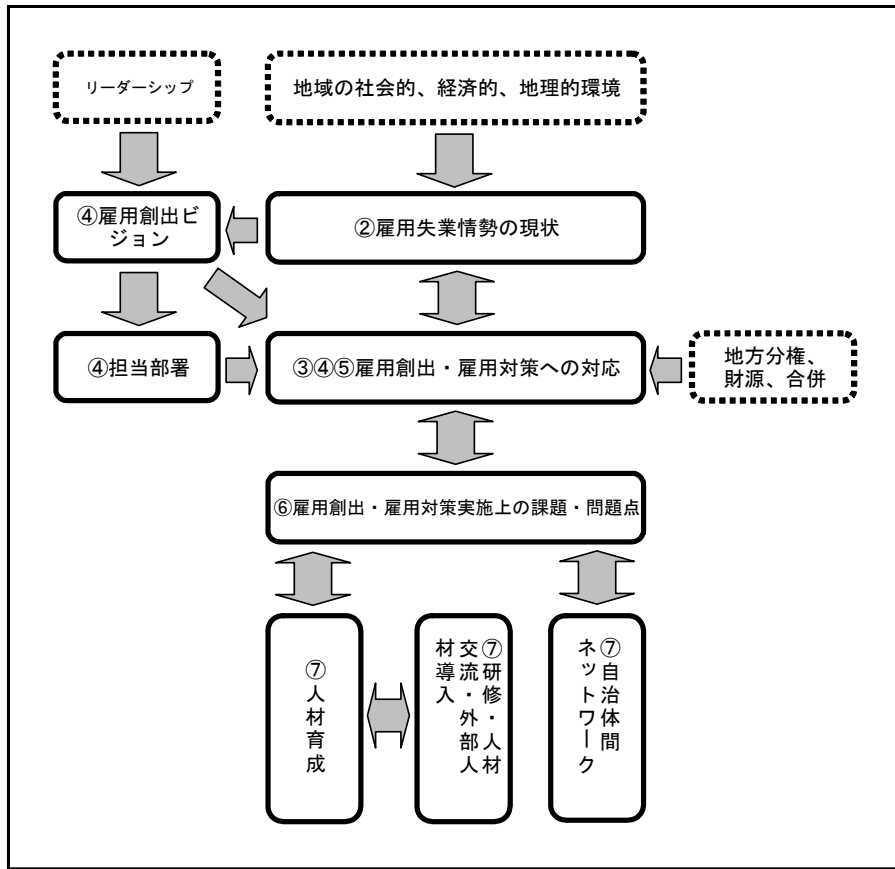 リーダーシップ
地域の社会的、経済的、地理的環境
④雇用創出ビ
ジョン
②雇用失業情勢の現状
④担当部署
③④⑤雇用創出・雇用対策への対応
地方分権、
財源、合併
⑥雇用創出・雇用対策実施上の課題・問題点
⑦人材育成
⑦研修・人材
交流・外部人
材導入
⑦自治体間
ネットワーク